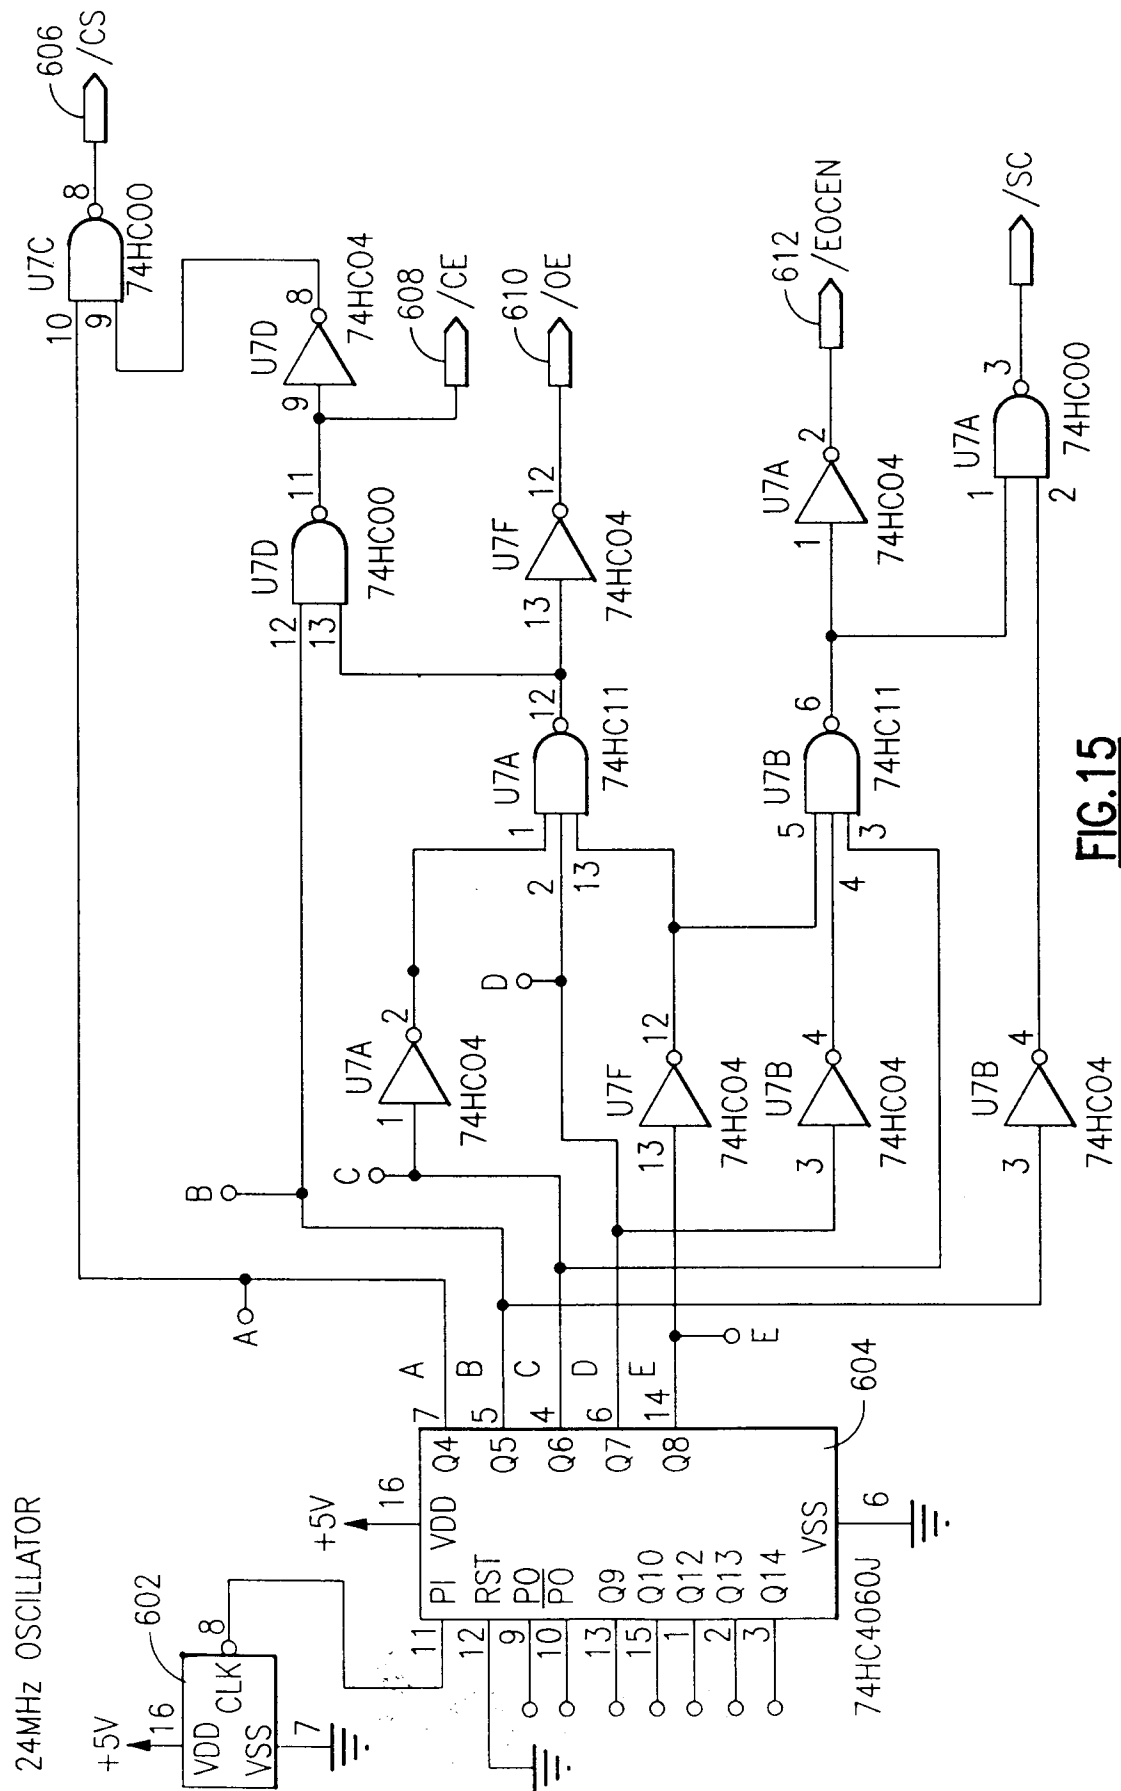 24MHz OSCILLATOR
+5V
16
602
VDD
CLK
8
VSS
7
+5V
16
VDD
11
PI
12
RST
9
PO
10
PO
13
Q9
15
Q10
1
Q12
2
Q13
3
Q14
VSS
6
74HC4060J
604
Q4
7
A
Q5
5
B
Q6
4
C
Q7
6
D
Q8
14
E
A
B
C
D
E
1
U7A
2
74HC04
13
U7F
12
74HC04
3
U7B
4
74HC04
3
U7B
4
74HC04
1
2
13
U7A
12
74HC11
5
4
3
U7B
6
74HC11
12
13
U7D
11
74HC00
13
U7F
12
74HC04
9
U7D
8
74HC04
10
9
U7C
8
74HC00
606
/CS
608
/CE
610
/OE
1
U7A
2
74HC04
612
/EOCEN
1
2
U7A
3
74HC00
/SC
FIG.15